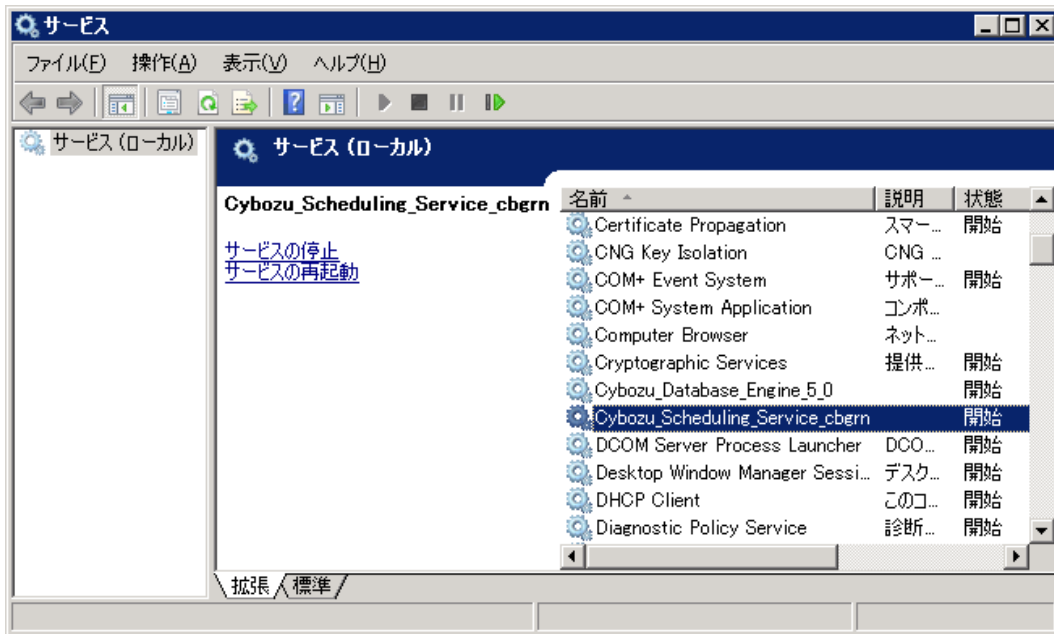 サービス
ファイル(F) 操作(A) 表示(V) ヘルプ(H)
サービス (ローカル)
サービス (ローカル)
Cybozu_Scheduling_Service_cbgrn
サービスの停止
サービスの再起動
名前 説明 状態
Certificate Propagation スマー... 開始
CNG Key Isolation CNG ...
COM+ Event System サポー... 開始
COM+ System Application コンポ...
Computer Browser ネット...
Cryptographic Services 提供... 開始
Cybozu_Database_Engine_5_0 開始
Cybozu_Scheduling_Service_cbgrn 開始
DCOM Server Process Launcher DCO... 開始
Desktop Window Manager Sessi... デスク... 開始
DHCP Client このコ... 開始
Diagnostic Policy Service 診断... 開始
拡張 標準